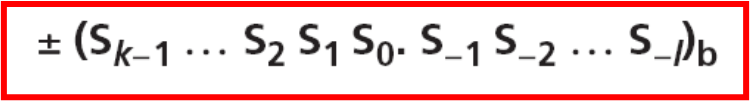 ± (S_{k–1} … S_2 S_1 S_0. S_{–1} S_{–2} … S_{–l})_b